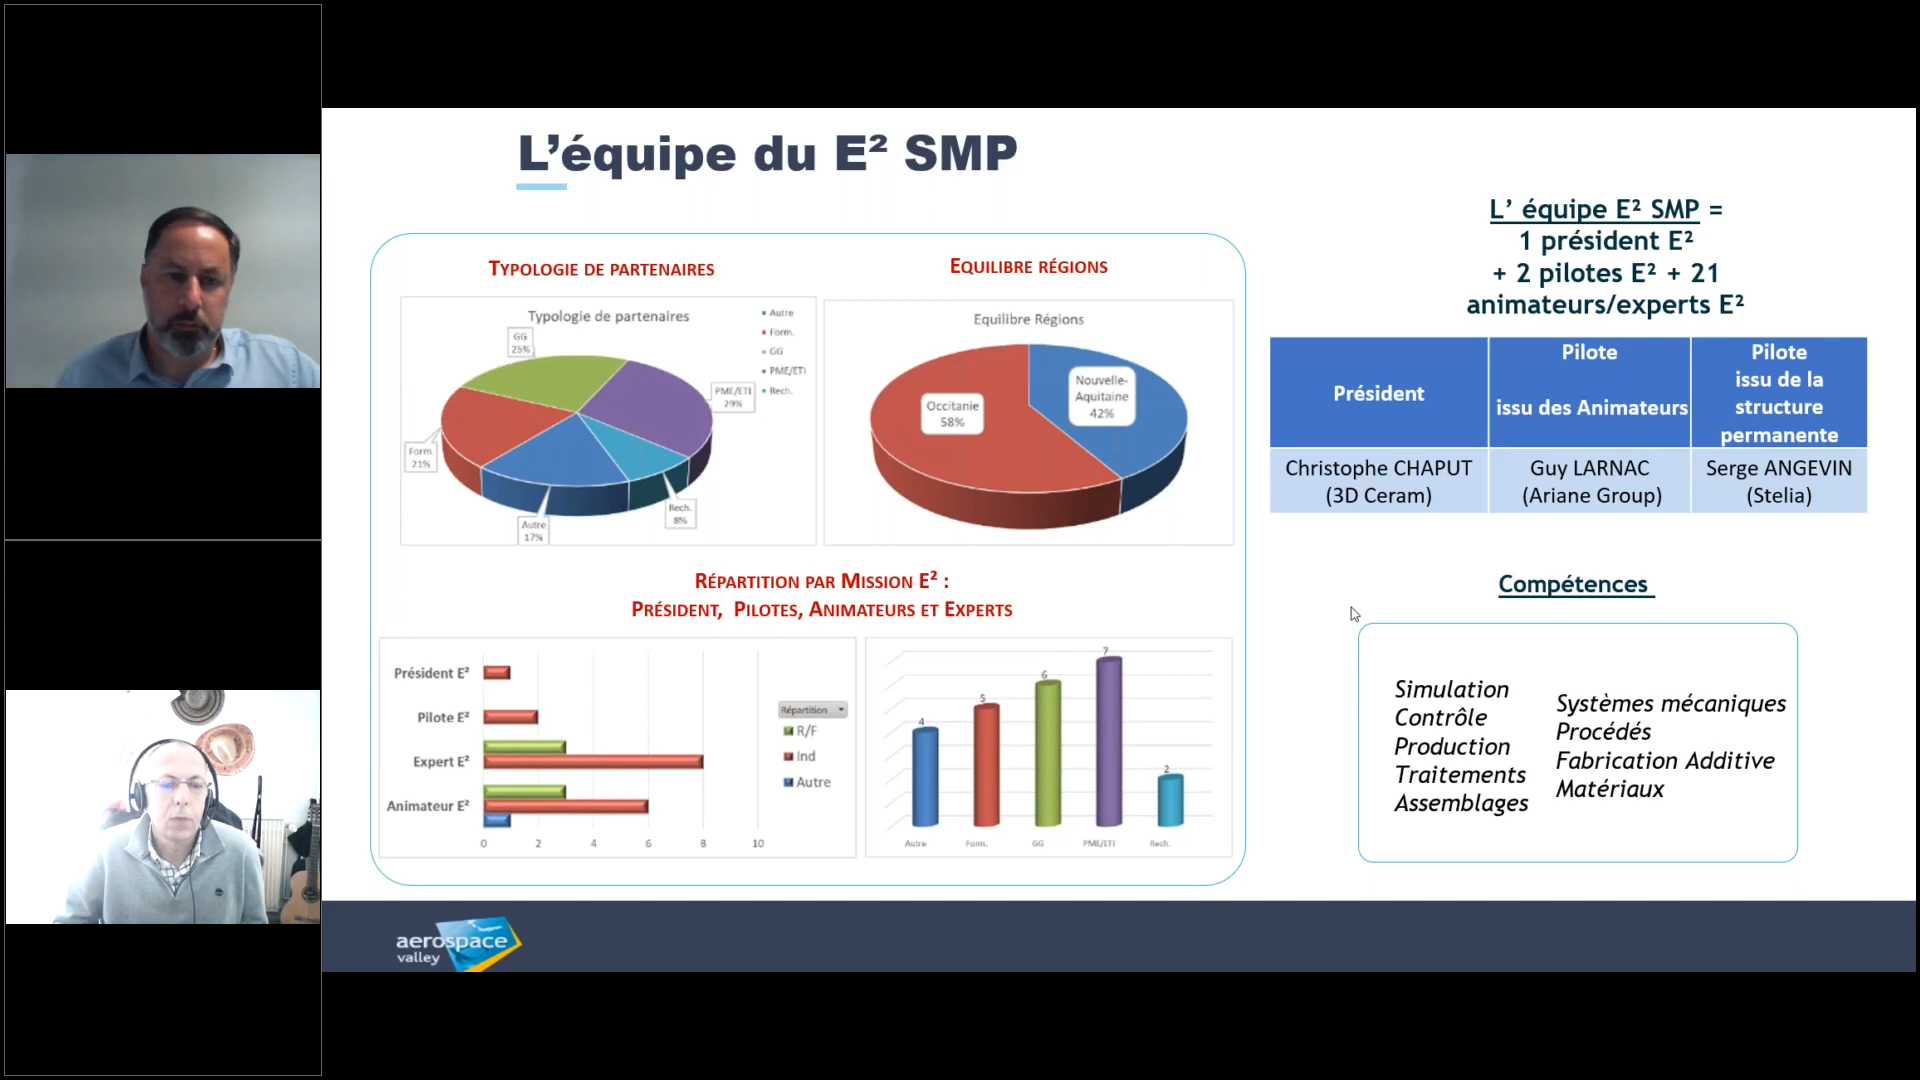 L’équipe du E² SMP
TYPOLOGIE DE PARTENAIRES
EQUILIBRE RÉGIONS
Typologie de partenaires
Autre
Form.
GG
PME/ETI
Rech.
GG
25%
PME/ETI
29%
Form.
21%
Autre
17%
Rech.
8%
Equilibre Régions
Occitanie
58%
Nouvelle-
Aquitaine
42%
RÉPARTITION PAR MISSION E² :
PRÉSIDENT, PILOTES, ANIMATEURS ET EXPERTS
Président E²
Pilote E²
Expert E²
Animateur E²
0 2 4 6 8 10
Répartition
R/F
Ind
Autre
4 5 6 7 2
Autre Form. GG PME/ETI Rech.
L’ équipe E² SMP =
1 président E²
+ 2 pilotes E² + 21
animateurs/experts E²
Président
Pilote
issu des Animateurs
Pilote
issu de la
structure
permanente
Christophe CHAPUT
(3D Ceram)
Guy LARNAC
(Ariane Group)
Serge ANGEVIN
(Stelia)
Compétences
Simulation
Contrôle
Production
Traitements
Assemblages
Systèmes mécaniques
Procédés
Fabrication Additive
Matériaux
aerospace
valley